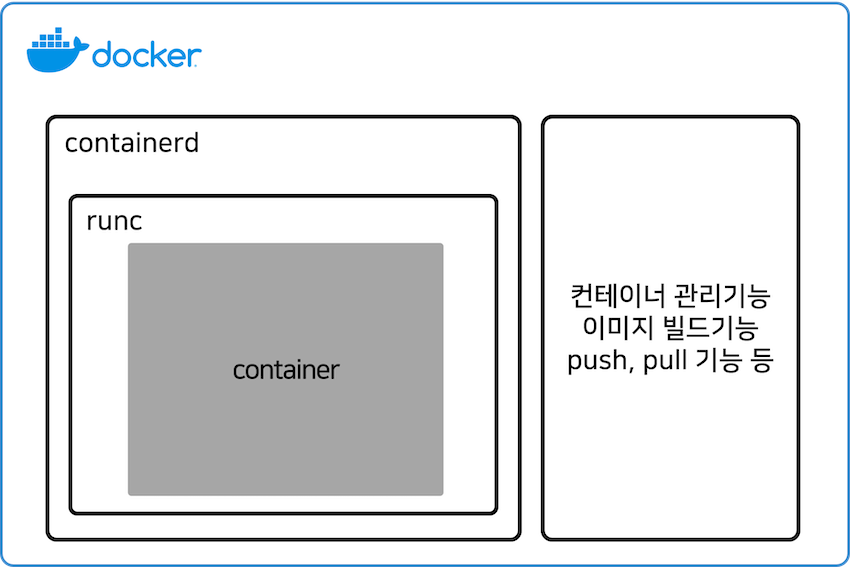 docker
containerd
runc
container
컨테이너 관리기능
이미지 빌드기능
push, pull 기능 등